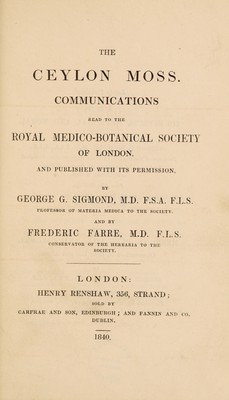 THE
CEYLON MOSS.
COMMUNICATIONS
READ TO THE
ROYAL MEDICO-BOTANICAL SOCIETY
OF LONDON,
AND PUBLISHED WITH ITS PERMISSION,
BY
GEORGE G. SIGMOND, M.D. F.S.A. F.L.S.
PROFESSOR OF MATERIA MEDICA TO THE SOCIETY.
AND BY
FREDERIC FARRE, M.D. F.L.S.
CONSERVATOR OF THE HERBARIA TO THE
SOCIETY.
LONDON:
HENRY RENSHAW, 356, STRAND;
SOLD BY
CARFRAE AND SON, EDINBURGH; AND FANNIN AND CO.
DUBLIN.
1840.